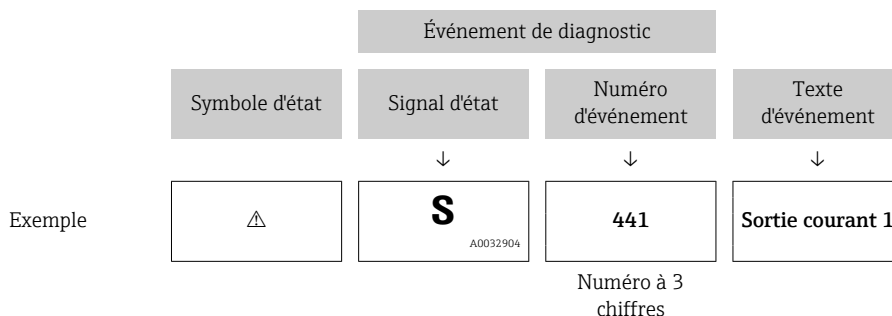 Événement de diagnostic
Symbole d'état
Signal d'état
Numéro
d'événement
Texte
d'événement
↓
↓
↓
Exemple
⚠
S
A0032904
441
Sortie courant 1
Numéro à 3
chiffres